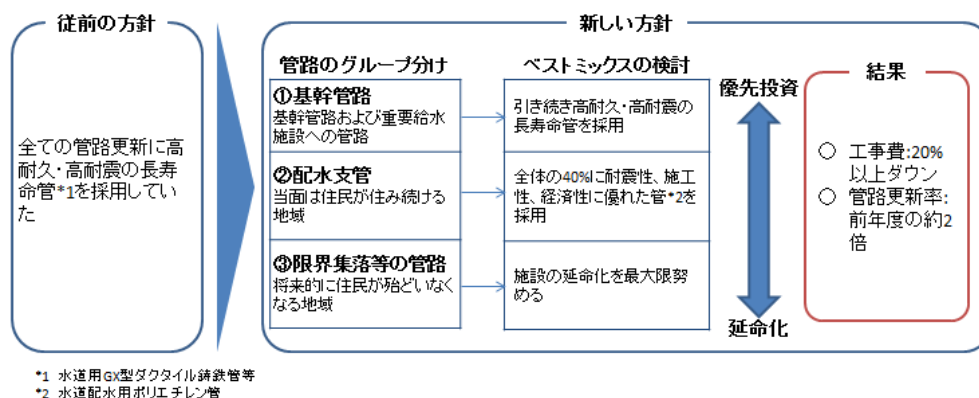 従前の方針
全ての管路更新に高
耐久・高耐震の長寿
命管*1を採用してい
た
新しい方針
管路のグループ分け
①基幹管路
基幹管路および重要給水
施設への管路
②配水支管
当面は住民が住み続ける
地域
③限界集落等の管路
将来的に住民が殆どいなく
なる地域
ベストミックスの検討
引き続き高耐久・高耐震の
長寿命管を採用
全体の40%に耐震性、施工
性、経済性に優れた管*2を
採用
施設の延命化を最大限努
める
優先投資
延命化
結果
○ 工事費:20%
以上ダウン
○ 管路更新率:
前年度の約2
倍
*1 水道用GX型ダクタイル鋳鉄管等
*2 水道配水用ポリエチレン管